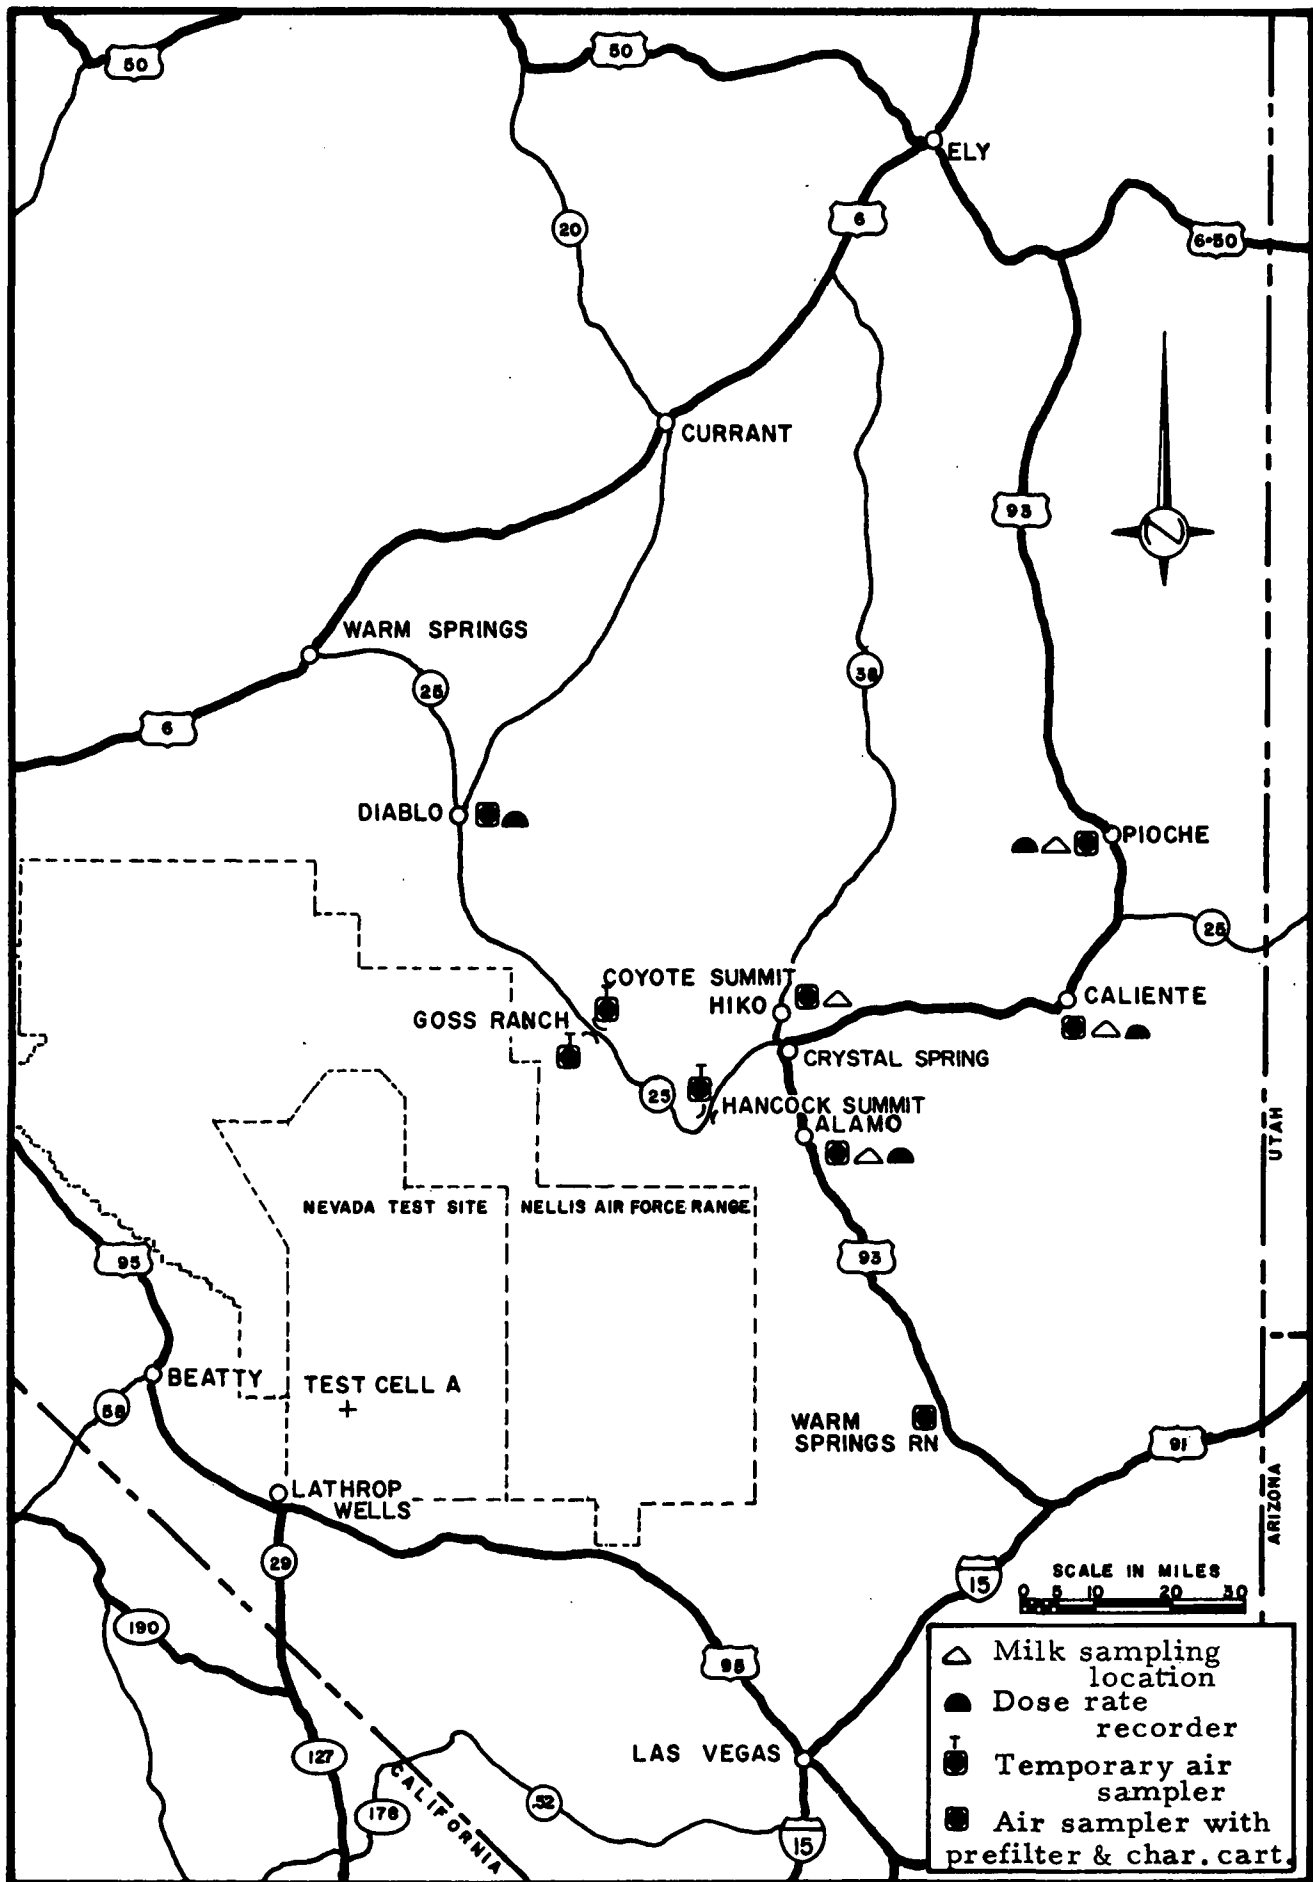 50
50
ELY
20
6
6-50
CURRANT
93
WARM SPRINGS
25
38
6
DIABLO
PIOCHE
25
COYOTE SUMMIT
HIKO
CALIENTE
GOSS RANCH
CRYSTAL SPRING
25
HANCOCK SUMMIT
ALAMO
UTAH
NEVADA TEST SITE
NELLIS AIR FORCE RANGE
95
93
BEATTY
TEST CELL A
58
WARM
SPRINGS RN
91
LATHROP
WELLS
ARIZONA
29
SCALE IN MILES
0 5 10 20 30
15
190
95
Milk sampling
location
Dose rate
recorder
T
Temporary air
sampler
Air sampler with
prefilter & char. cart.
LAS VEGAS
127
CALIFORNIA
178
52
15